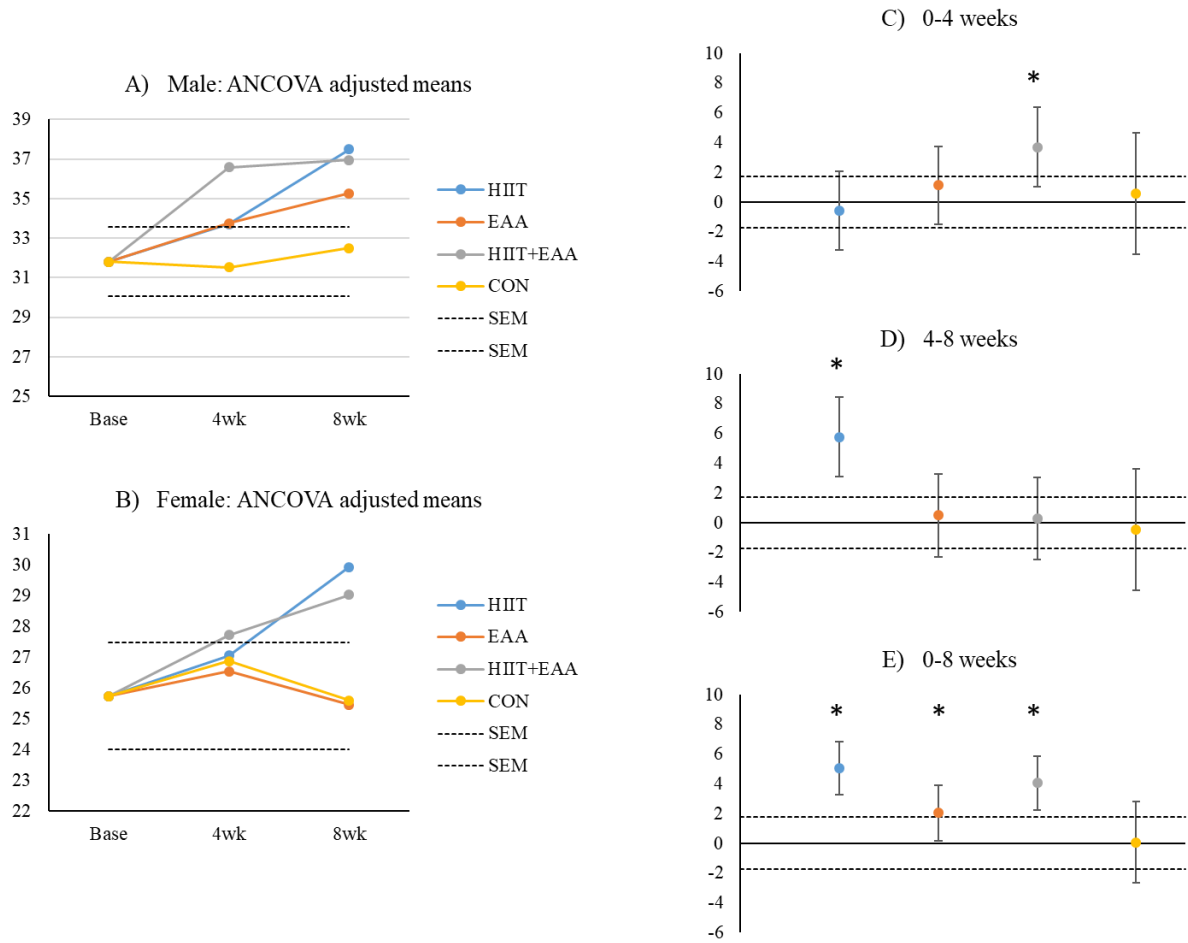 A) Male: ANCOVA adjusted means
39
37
35
33
31
29
27
25
Base 4wk 8wk
HIIT
EAA
HIIT+EAA
CON
SEM
SEM
B) Female: ANCOVA adjusted means
31
30
29
28
27
26
25
24
23
22
Base 4wk 8wk
HIIT
EAA
HIIT+EAA
CON
SEM
SEM
C) 0-4 weeks
10
8
6
4
2
0
-2
-4
-6
*
D) 4-8 weeks
10
8
6
4
2
0
-2
-4
-6
*
E) 0-8 weeks
10
8
6
4
2
0
-2
-4
-6
* * *